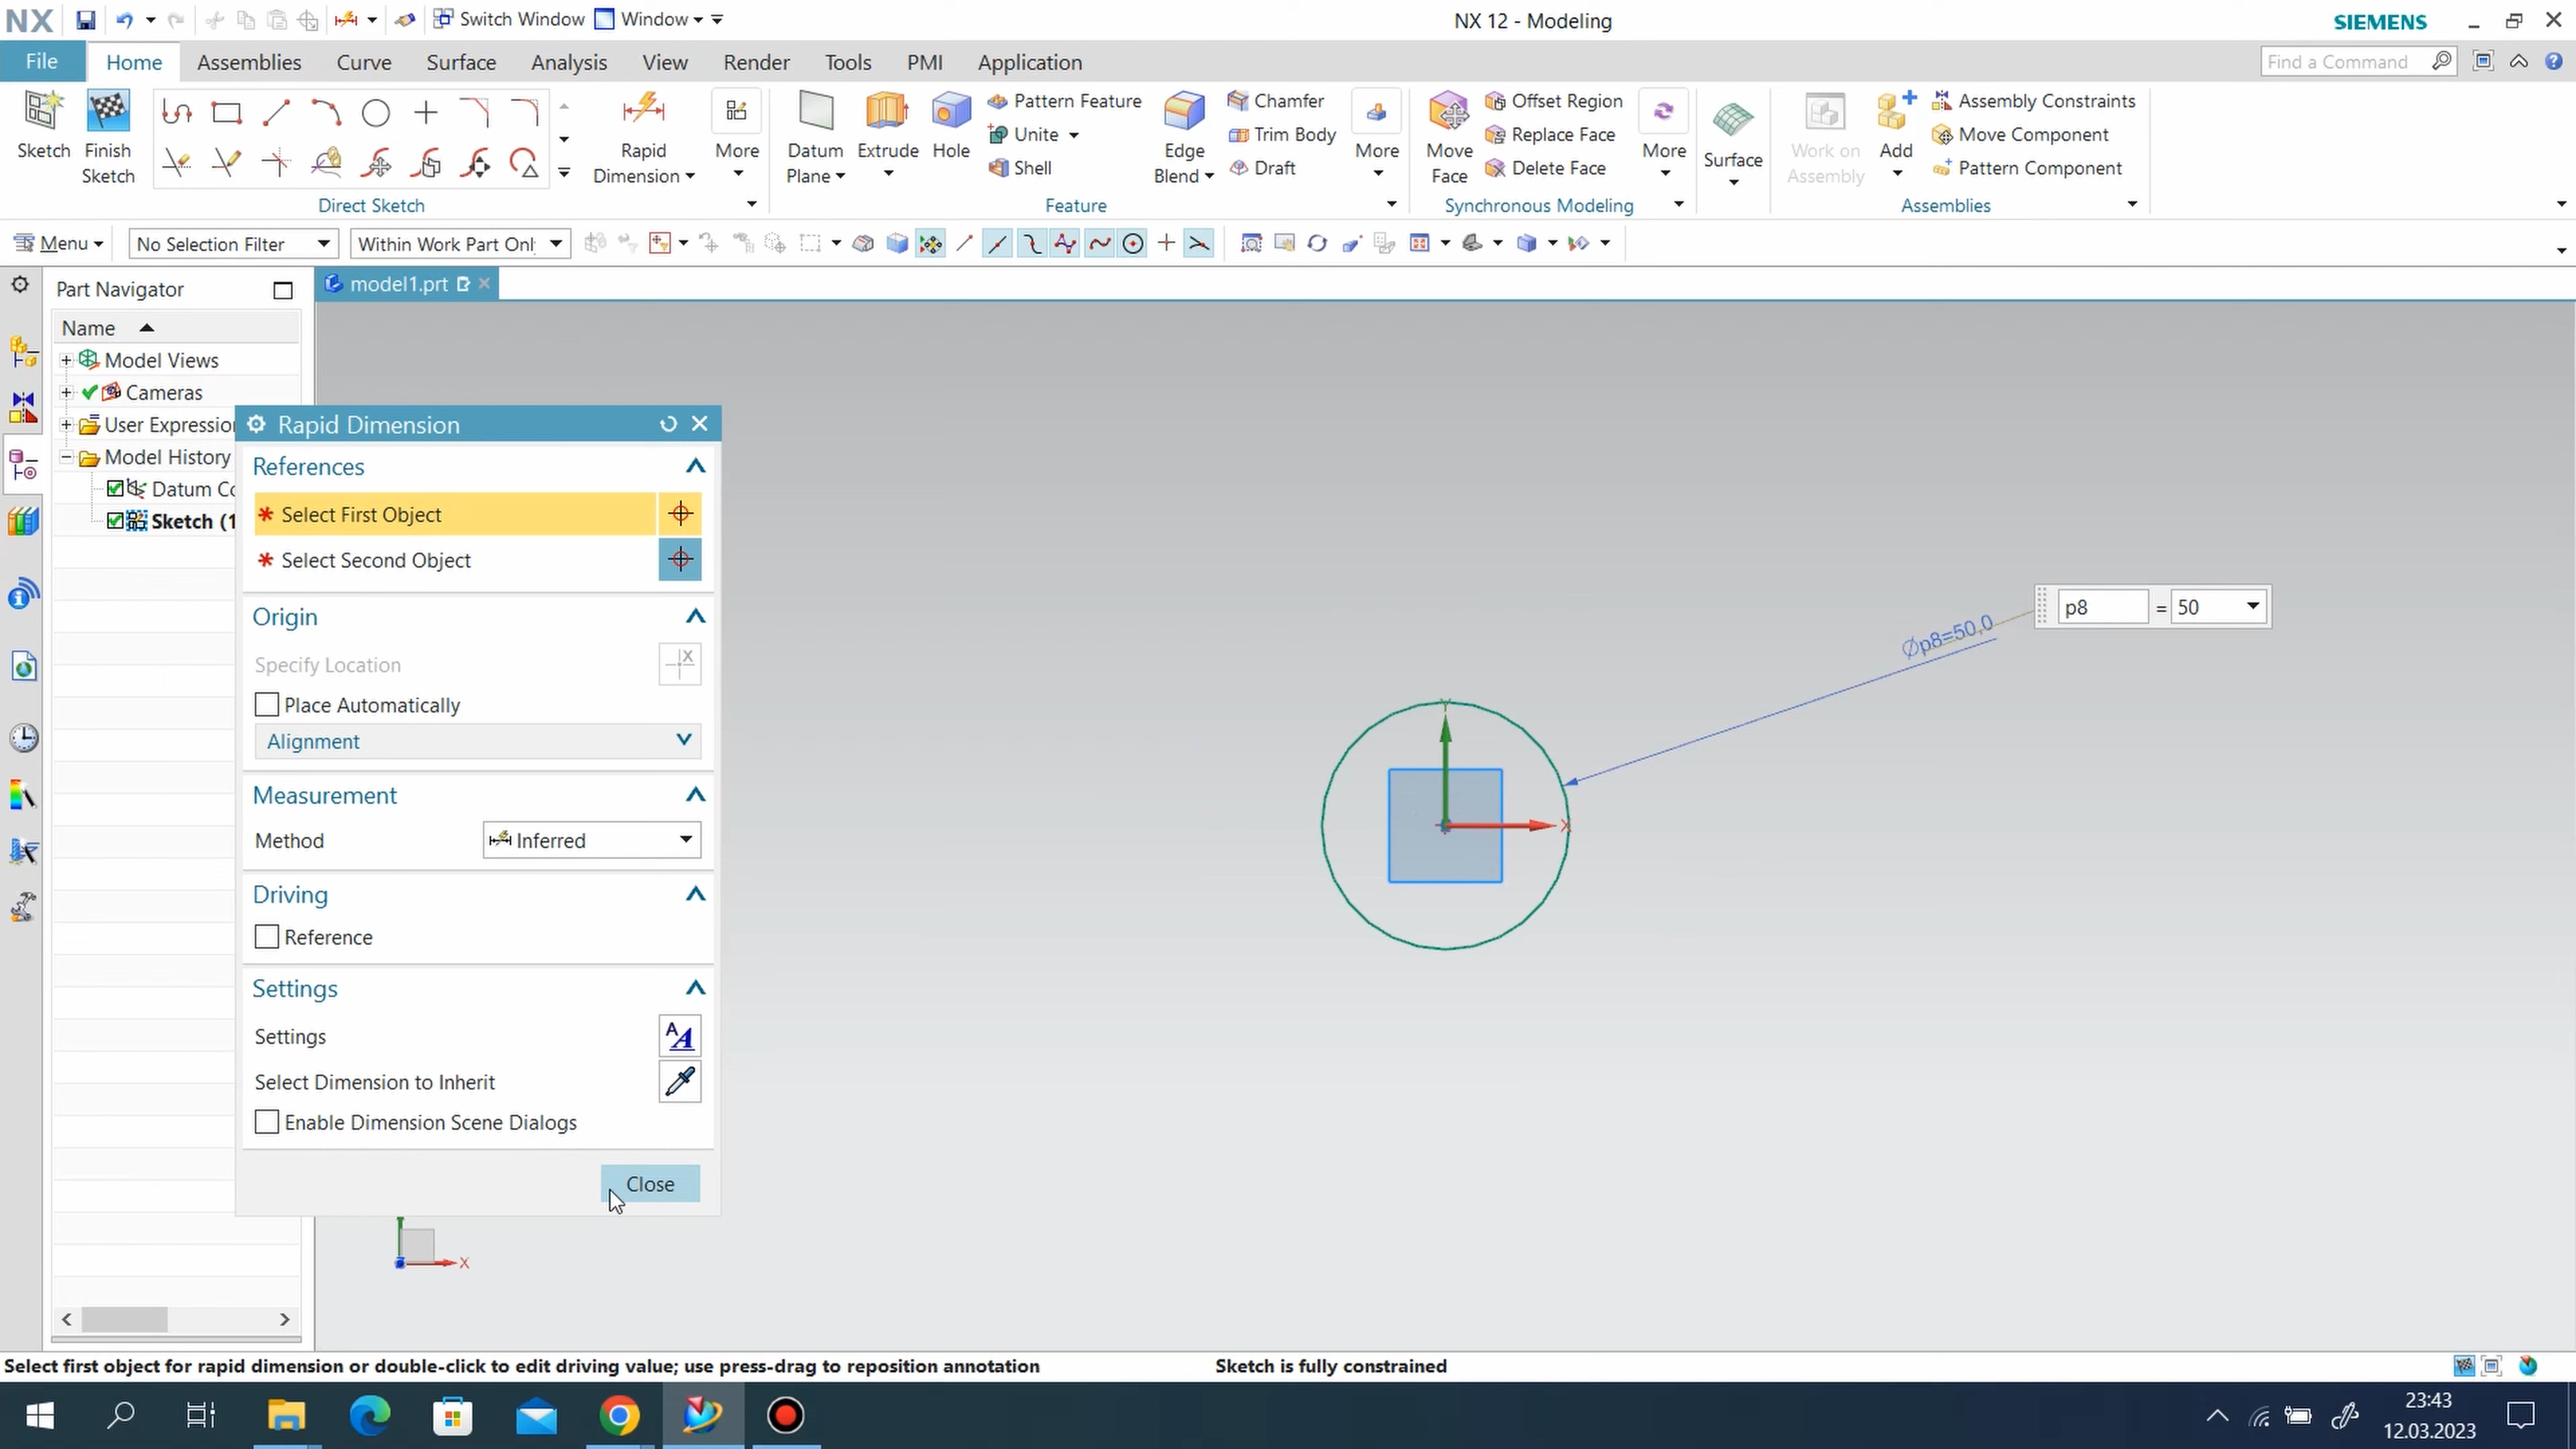 NX Switch Window Window NX 12 - Modeling SIEMENS
File Home Assemblies Curve Surface Analysis View Render Tools PMI Application Find a Command
Sketch
Finish Sketch
Direct Sketch
Rapid Dimension
More
Datum Plane
Extrude
Hole
Pattern Feature
Unite
Shell
Edge Blend
Chamfer
Trim Body
Draft
More
Feature
Move Face
Offset Region
Replace Face
Delete Face
More
Synchronous Modeling
Surface
Work on Assembly
Add
Assembly Constraints
Move Component
Pattern Component
Assemblies
Menu No Selection Filter Within Work Part Onl
Part Navigator
model1.prt
Name
Model Views
Cameras
User Expression
Model History
Datum Co
Sketch (1
Rapid Dimension
References
* Select First Object
* Select Second Object
Origin
Specify Location
Place Automatically
Alignment
Measurement
Method Inferred
Driving
Reference
Settings
Settings
Select Dimension to Inherit
Enable Dimension Scene Dialogs
Close
p8 = 50
Øp8=50,0
Y
X
X
Select first object for rapid dimension or double-click to edit driving value; use press-drag to reposition annotation Sketch is fully constrained
23:43
12.03.2023